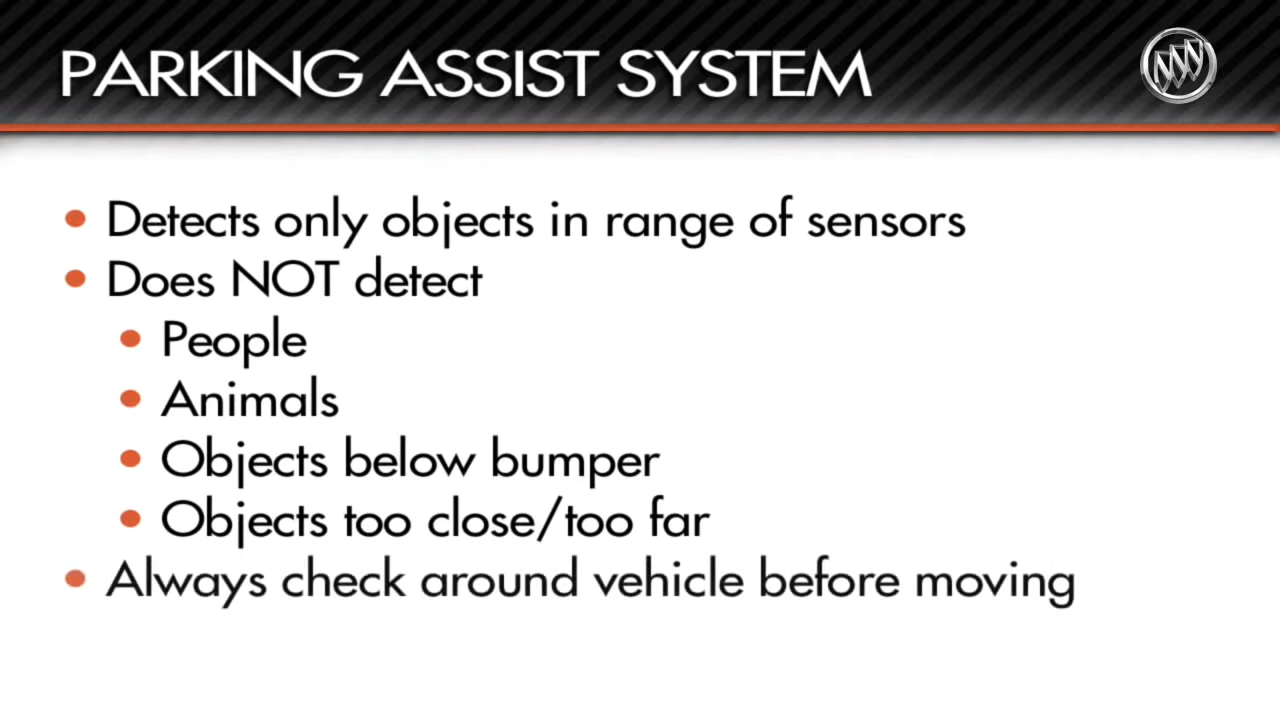 PARKING ASSIST SYSTEM
Detects only objects in range of sensors
Does NOT detect
People
Animals
Objects below bumper
Objects too close/too far
Always check around vehicle before moving